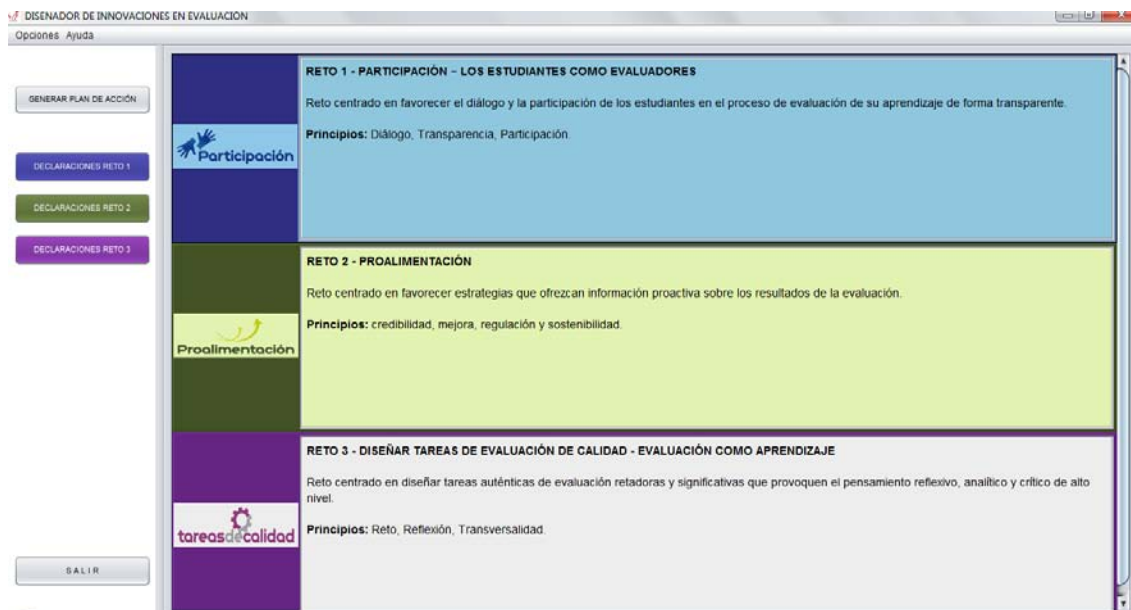 DISEÑADOR DE INNOVACIONES EN EVALUACIÓN
Opciones Ayuda
GENERAR PLAN DE ACCIÓN
DECLARACIONES RETO 1
DECLARACIONES RETO 2
DECLARACIONES RETO 3
SALIR
Participación
RETO 1 - PARTICIPACIÓN – LOS ESTUDIANTES COMO EVALUADORES
Reto centrado en favorecer el diálogo y la participación de los estudiantes en el proceso de evaluación de su aprendizaje de forma transparente.
Principios: Diálogo, Transparencia, Participación.
Proalimentación
RETO 2 - PROALIMENTACIÓN
Reto centrado en favorecer estrategias que ofrezcan información proactiva sobre los resultados de la evaluación.
Principios: credibilidad, mejora, regulación y sostenibilidad.
tareasdecalidad
RETO 3 - DISEÑAR TAREAS DE EVALUACIÓN DE CALIDAD - EVALUACIÓN COMO APRENDIZAJE
Reto centrado en diseñar tareas auténticas de evaluación retadoras y significativas que provoquen el pensamiento reflexivo, analítico y crítico de alto
nivel.
Principios: Reto, Reflexión, Transversalidad.